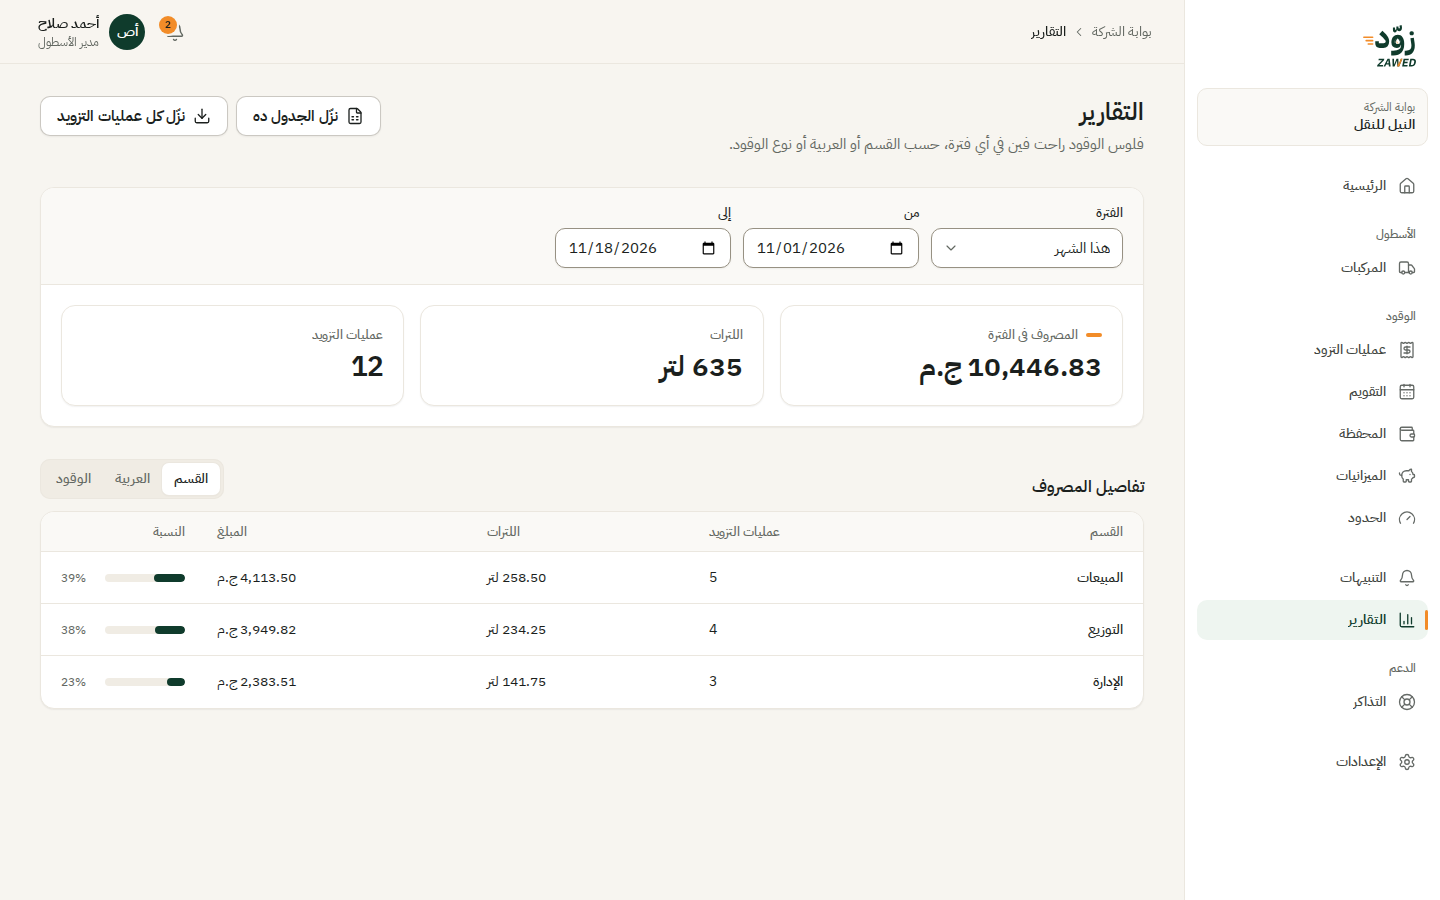 زوّد
ZAWED
بوابة الشركة
النيل للنقل
الرئيسية
الأسطول
المركبات
الوقود
عمليات التزود
التقويم
المحفظة
الميزانيات
الحدود
التنبيهات
التقارير
الدعم
التذاكر
الإعدادات
بوابة الشركة
التقارير
2
أص
أحمد صلاح
مدير الأسطول
التقارير
فلوس الوقود راحت فين في أي فترة، حسب القسم أو العربية أو نوع الوقود.
نزّل الجدول ده
نزّل كل عمليات التزويد
الفترة من إلى
هذا الشهر 11/01/2026 11/18/2026
المصروف في الفترة
10,446.83 ج.م
اللترات
635 لتر
عمليات التزويد
12
تفاصيل المصروف
القسم العربية الوقود
القسم عمليات التزويد اللترات المبلغ النسبة
المبيعات 5 258.50 لتر 4,113.50 ج.م 39%
التوزيع 4 234.25 لتر 3,949.82 ج.م 38%
الإدارة 3 141.75 لتر 2,383.51 ج.م 23%